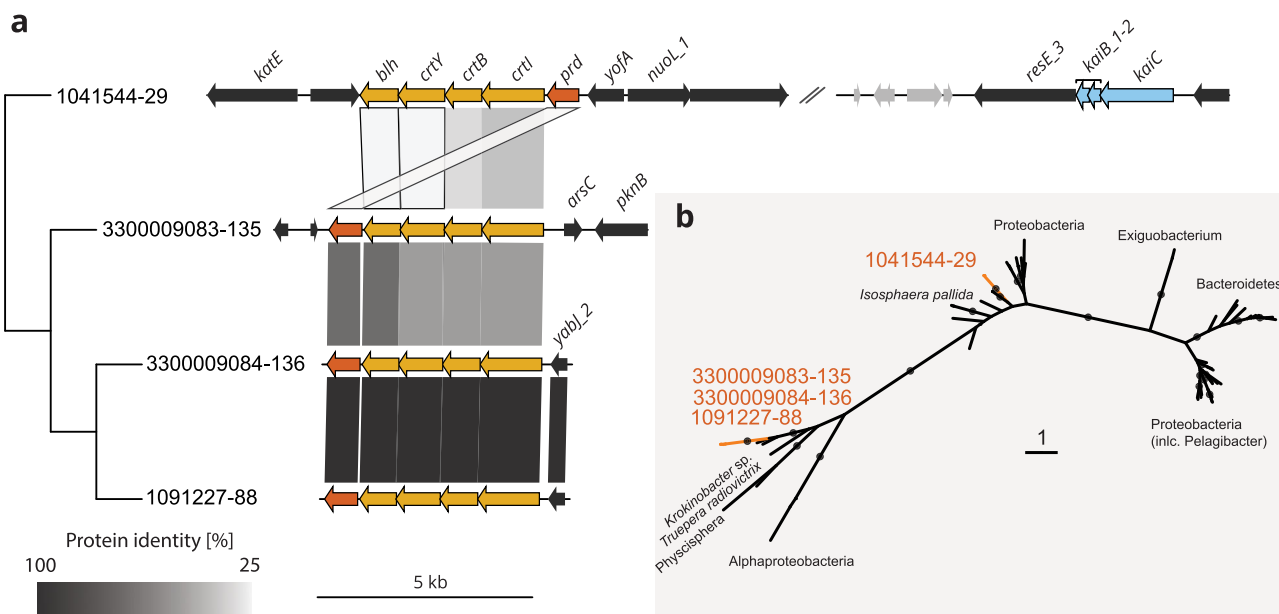 a
katE
blh
crtY
crtB
crtI
prd
yofA
nuoL_1
resE_3
kaiB_1-2
kaiC
1041544-29
arsC
pknB
3300009083-135
yabJ_2
3300009084-136
1091227-88
Protein identity [%]
100
25
5 kb
b
Proteobacteria
Exiguobacterium
1041544-29
Isosphaera pallida
Bacteroidetes
3300009083-135
3300009084-136
1091227-88
Proteobacteria
(inlc. Pelagibacter)
1
Krokinobacter sp.
Truepera radiovictrix
Physcisphera
Alphaproteobacteria